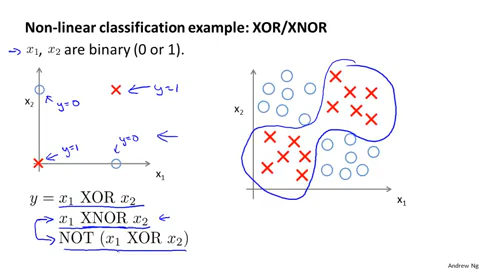 Non-linear classification example: XOR/XNOR
→ x₁, x₂ are binary (0 or 1).
x₂
y=0
y=1
y=1
y=0
x₁
y = x₁ XOR x₂
x₁ XNOR x₂
NOT (x₁ XOR x₂)
x₂
x₁
Andrew Ng